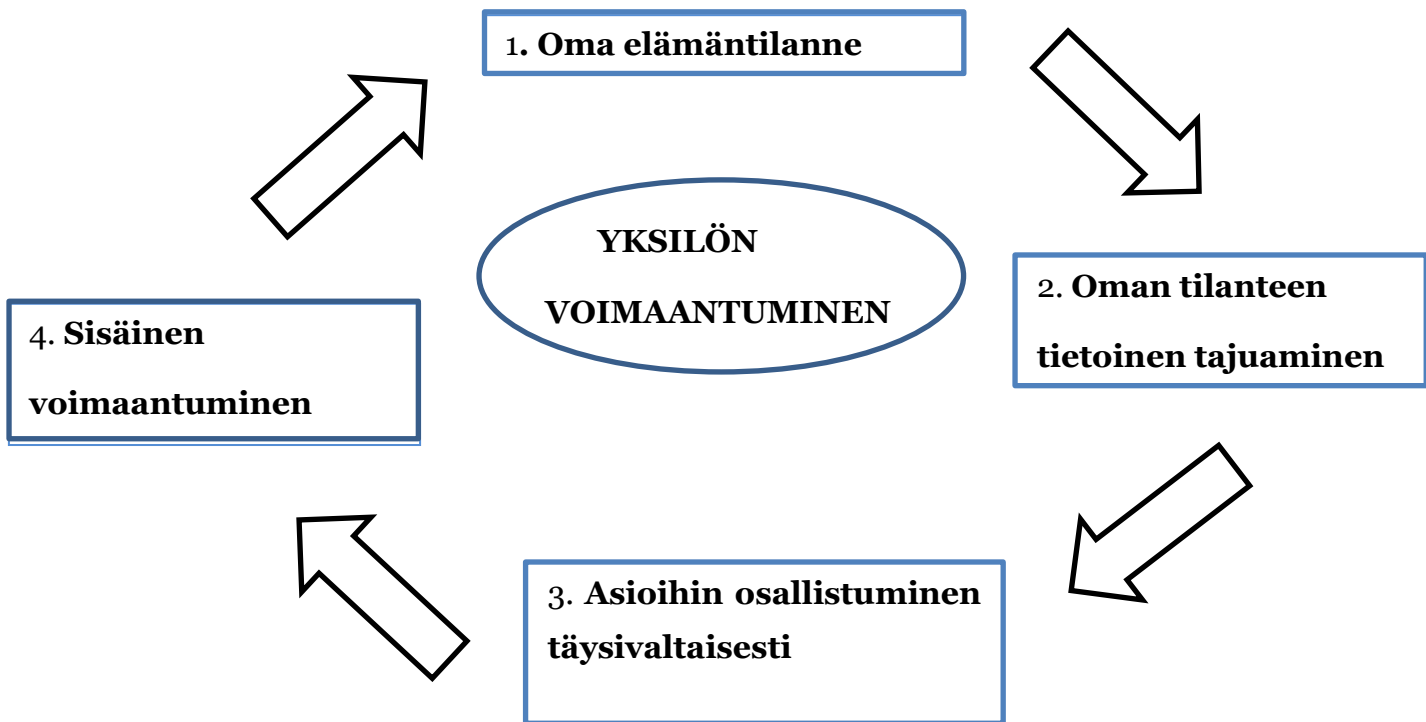 1. Oma elämäntilanne
YKSILÖN
VOIMAANTUMINEN
2. Oman tilanteen
tietoinen tajuaminen
3. Asioihin osallistuminen
täysivaltaisesti
4. Sisäinen
voimaantuminen